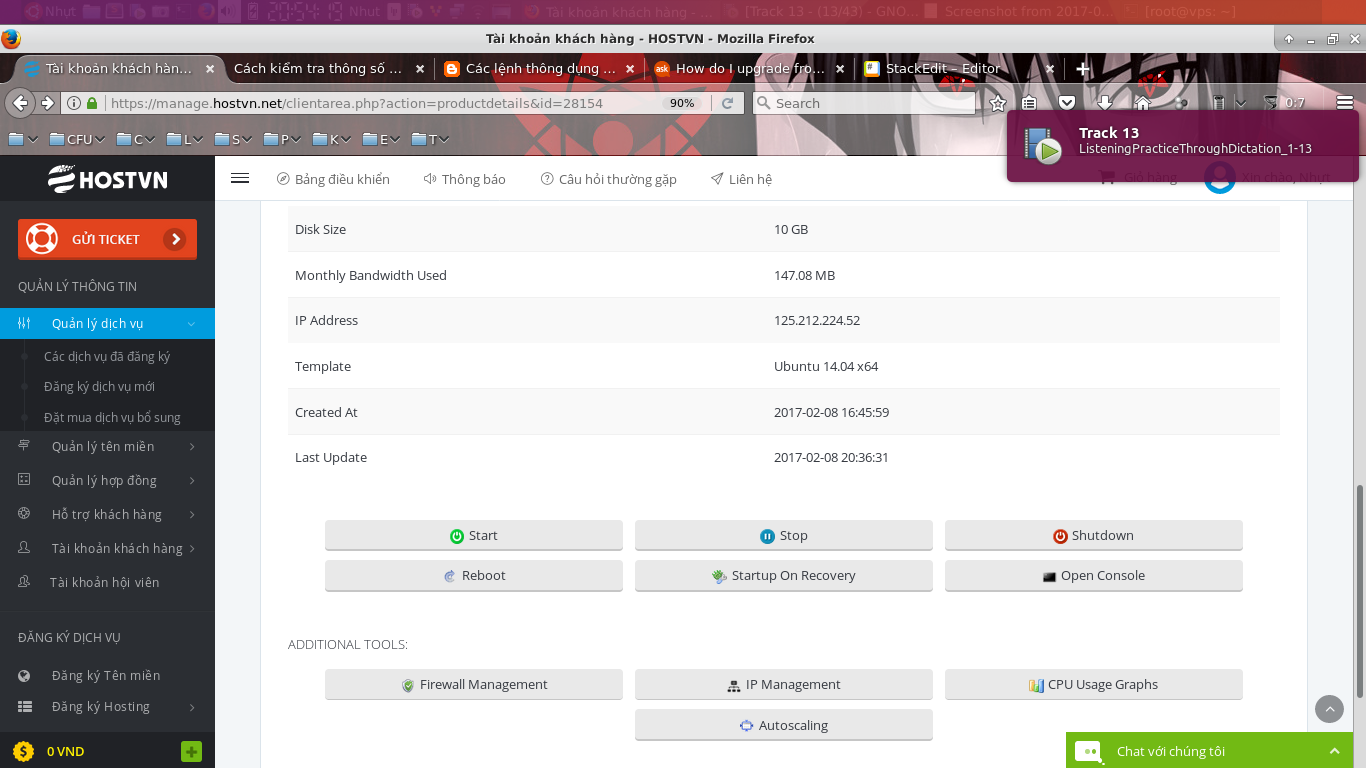 Nhut 20:54:13 Nhut Tài khoản khách hàng - [Track 13 - (13/43) - GNO... Screenshot from 2017-0... [root@vps: ~]
Tài khoản khách hàng - HOSTVN - Mozilla Firefox
Tài khoản khách hàn... Cách kiểm tra thông số ... Các lệnh thông dụng ... How do I upgrade fro... StackEdit – Editor
https://manage.hostvn.net/clientarea.php?action=productdetails&id=28154 90% Search 0:7
CFU C L S P K E T
Track 13
ListeningPracticeThroughDictation_1-13
HOSTVN
Bảng điều khiển Thông báo Câu hỏi thường gặp Liên hệ Giỏ hàng Xin chào, Nhựt
GỬI TICKET
QUẢN LÝ THÔNG TIN
Quản lý dịch vụ
Các dịch vụ đã đăng ký
Đăng ký dịch vụ mới
Đặt mua dịch vụ bổ sung
Quản lý tên miền
Quản lý hợp đồng
Hỗ trợ khách hàng
Tài khoản khách hàng
Tài khoản hội viên
ĐĂNG KÝ DỊCH VỤ
Đăng ký Tên miền
Đăng ký Hosting
0 VND
Disk Size 10 GB
Monthly Bandwidth Used 147.08 MB
IP Address 125.212.224.52
Template Ubuntu 14.04 x64
Created At 2017-02-08 16:45:59
Last Update 2017-02-08 20:36:31
Start Stop Shutdown
Reboot Startup On Recovery Open Console
ADDITIONAL TOOLS:
Firewall Management IP Management CPU Usage Graphs
Autoscaling
Chat với chúng tôi